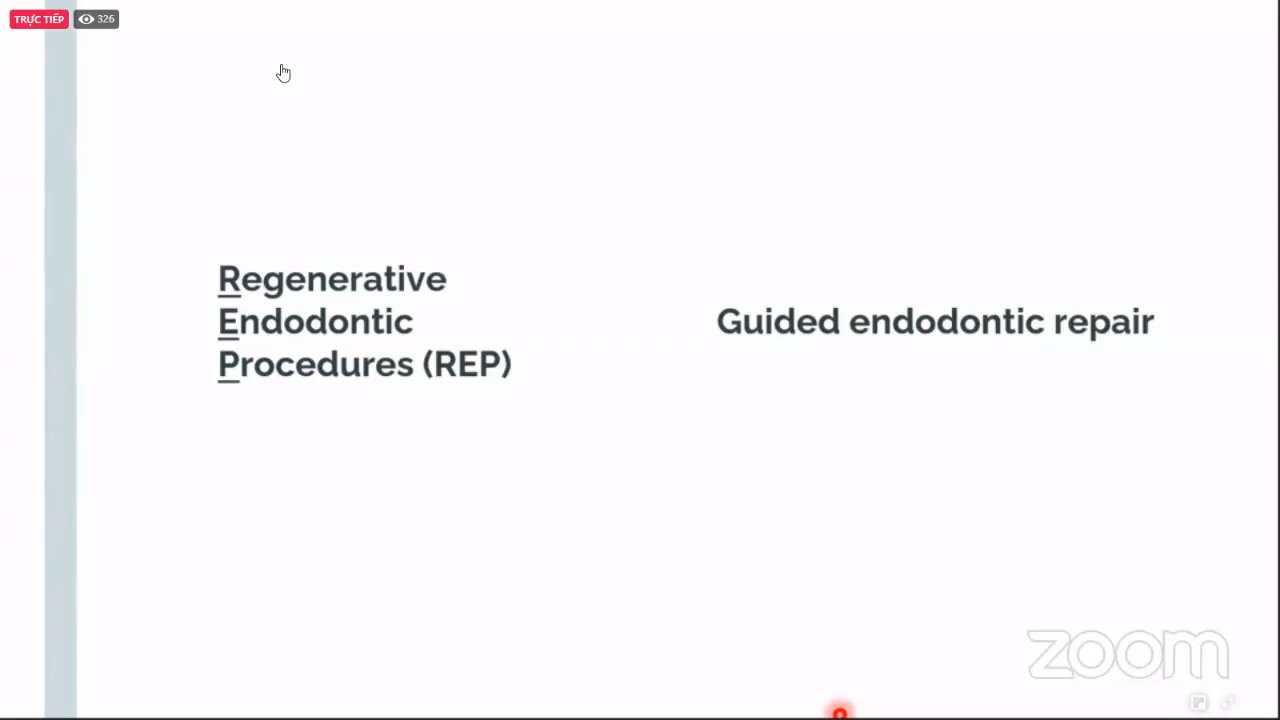 TRỰC TIẾP 326
Regenerative
Endodontic
Procedures (REP)
Guided endodontic repair
zoom